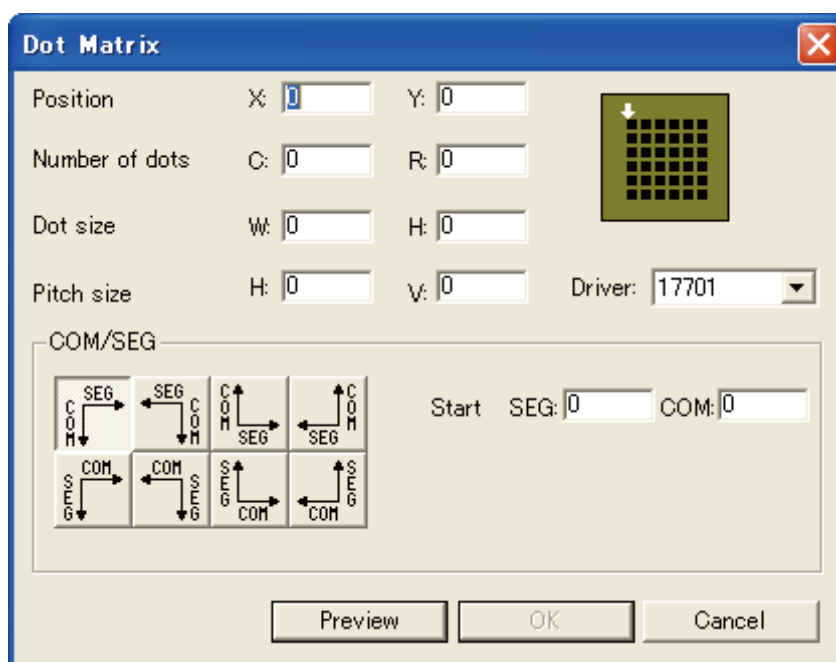 Dot Matrix
Position X: 0 Y: 0
Number of dots C: 0 R: 0
Dot size W: 0 H: 0
Pitch size H: 0 V: 0 Driver: 17701
COM/SEG
SEG COM SEG COM COM SEG SEG COM
Start SEG: 0 COM: 0
COM SEG COM SEG SEG COM COM SEG
Preview OK Cancel